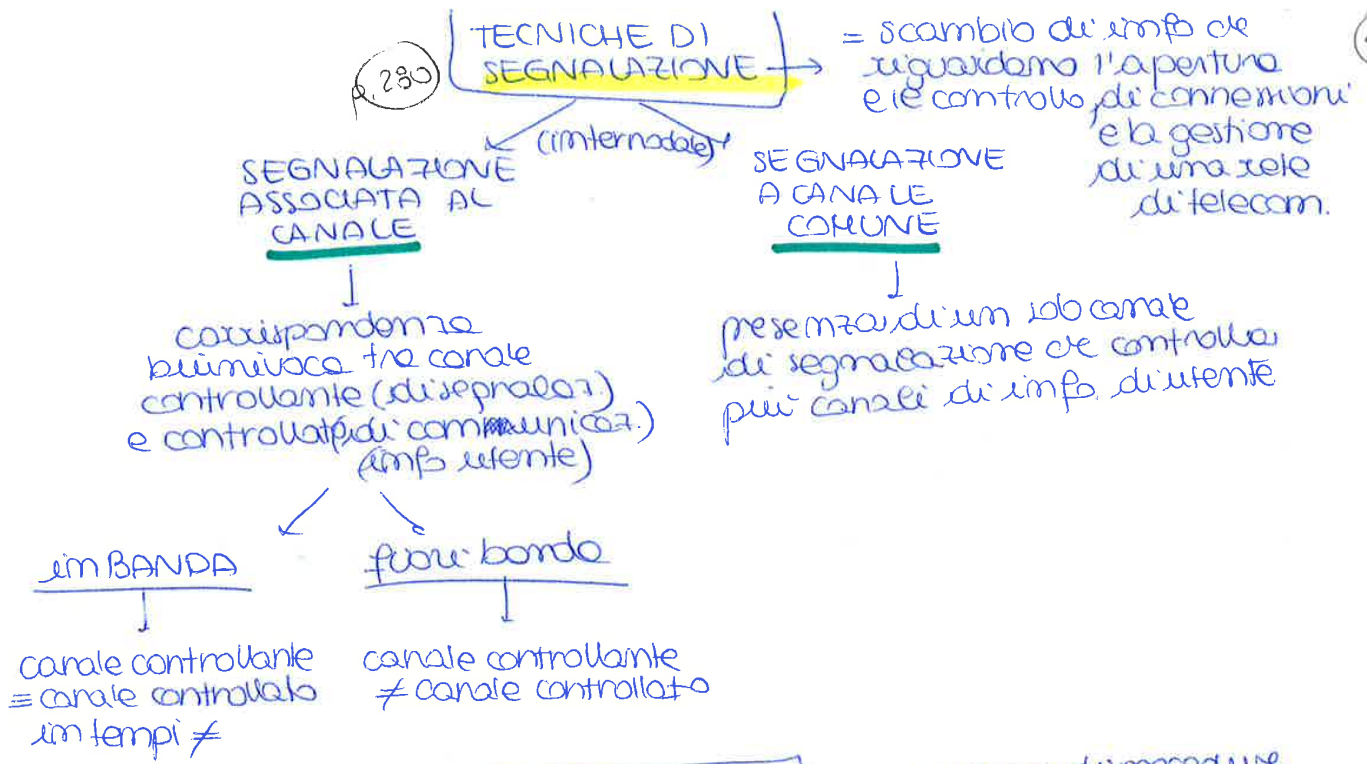 p. 280
TECNICHE DI
SEGNALAZIONE
= scambio di info che
riguardano l'apertura
e il controllo di connessioni
e la gestione
di una rete
di telecom.
(internodale)
SEGNALAZIONE
ASSOCIATA AL
CANALE
SEGNALAZIONE
A CANALE
COMUNE
corrispondenza
biunivoca tra canale
controllante (di segnalaz.)
e controllato (di comunicaz.)
(info utente)
presenza di un solo canale
di segnalazione che controlla
più canali di info. di utente
in BANDA
fuori banda
canale controllante
≡ canale controllato
in tempi ≠
canale controllante
≠ canale controllato